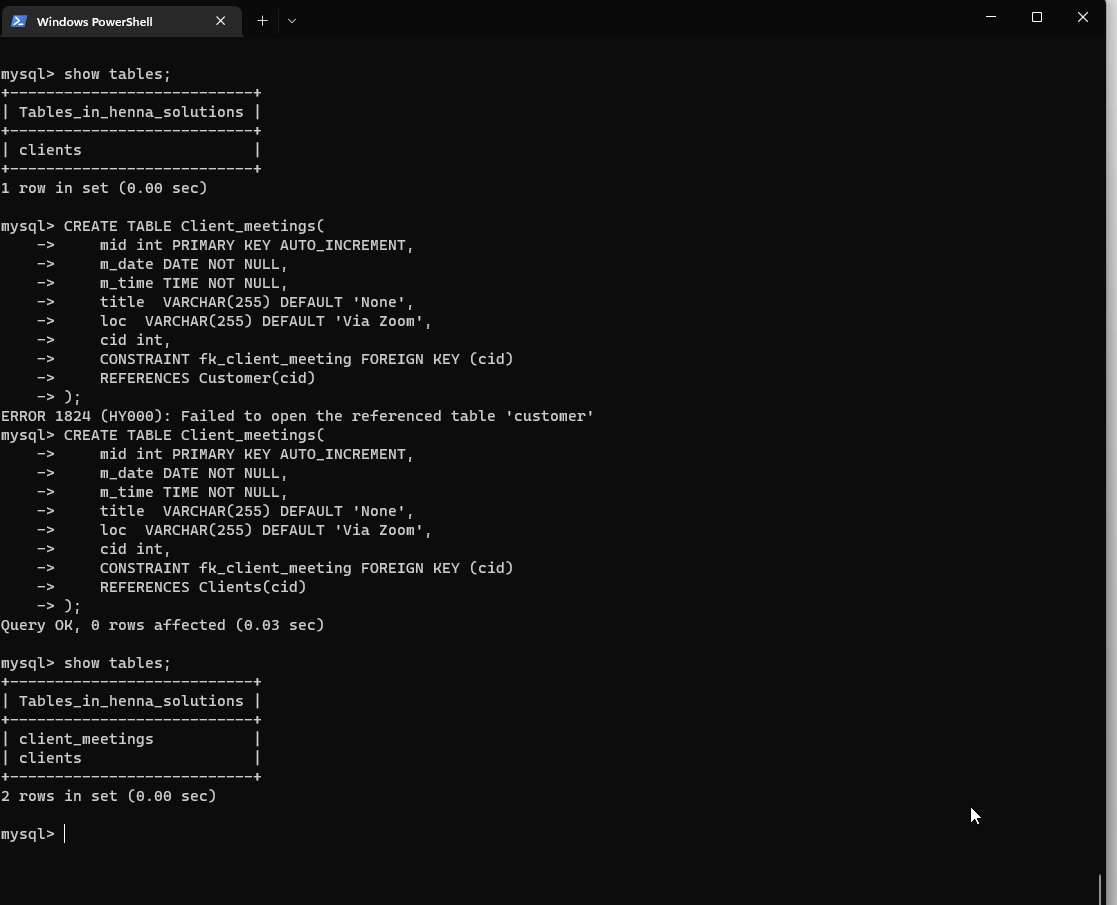 Windows PowerShell
mysql> show tables;
+---------------------------+
| Tables_in_henna_solutions |
+---------------------------+
| clients                   |
+---------------------------+
1 row in set (0.00 sec)
mysql> CREATE TABLE Client_meetings(
    ->     mid int PRIMARY KEY AUTO_INCREMENT,
    ->     m_date DATE NOT NULL,
    ->     m_time TIME NOT NULL,
    ->     title  VARCHAR(255) DEFAULT 'None',
    ->     loc  VARCHAR(255) DEFAULT 'Via Zoom',
    ->     cid int,
    ->     CONSTRAINT fk_client_meeting FOREIGN KEY (cid)
    ->     REFERENCES Customer(cid)
    -> );
ERROR 1824 (HY000): Failed to open the referenced table 'customer'
mysql> CREATE TABLE Client_meetings(
    ->     mid int PRIMARY KEY AUTO_INCREMENT,
    ->     m_date DATE NOT NULL,
    ->     m_time TIME NOT NULL,
    ->     title  VARCHAR(255) DEFAULT 'None',
    ->     loc  VARCHAR(255) DEFAULT 'Via Zoom',
    ->     cid int,
    ->     CONSTRAINT fk_client_meeting FOREIGN KEY (cid)
    ->     REFERENCES Clients(cid)
    -> );
Query OK, 0 rows affected (0.03 sec)
mysql> show tables;
+---------------------------+
| Tables_in_henna_solutions |
+---------------------------+
| client_meetings           |
| clients                   |
+---------------------------+
2 rows in set (0.00 sec)
mysql>